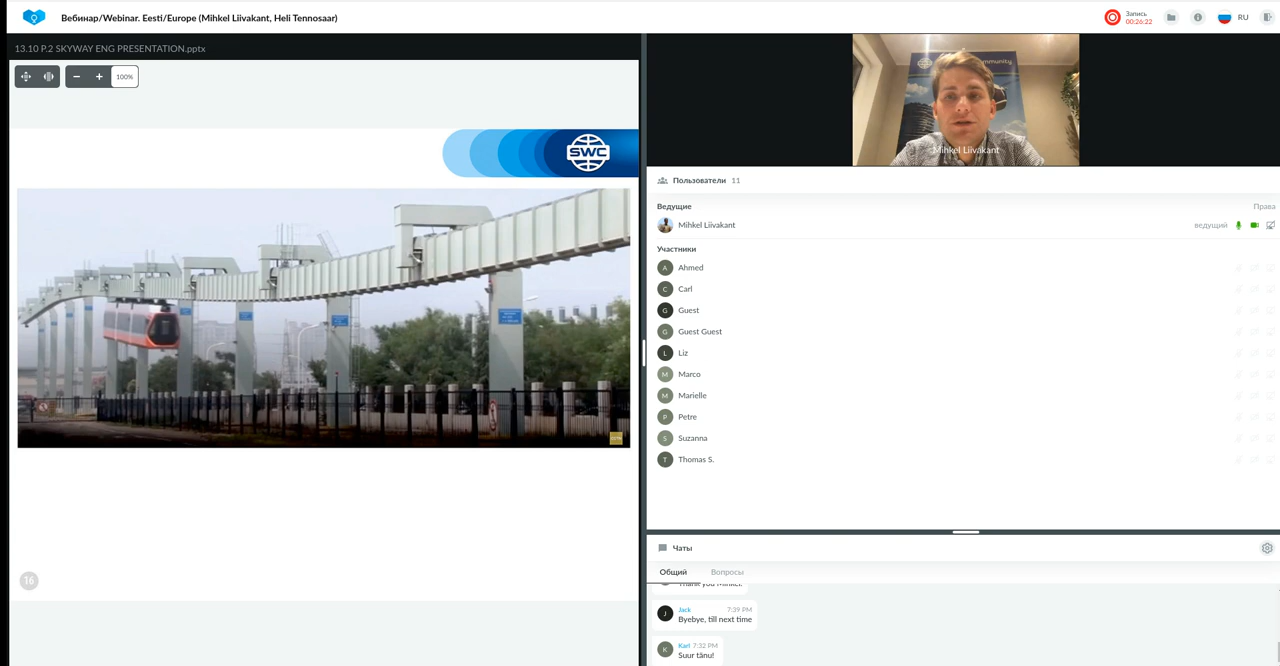 Вебинар/Webinar. Eesti/Europe (Mihkel Liivakant, Heli Tennosaar)
Запись
00:26:22
RU
13.10 P.2 SKYWAY ENG PRESENTATION.pptx
100%
SWC
16
Mihkel Liivakant
Пользователи 11
Ведущие
Права
Mihkel Liivakant
ведущий
Участники
A Ahmed
C Carl
G Guest
G Guest Guest
L Liz
M Marco
M Marielle
P Petre
S Suzanna
T Thomas S.
Чаты
Общий
Вопросы
Thank you Mihkel.
J Jack 7:39 PM
Byebye, till next time
K Karl 7:32 PM
Suur tänu!